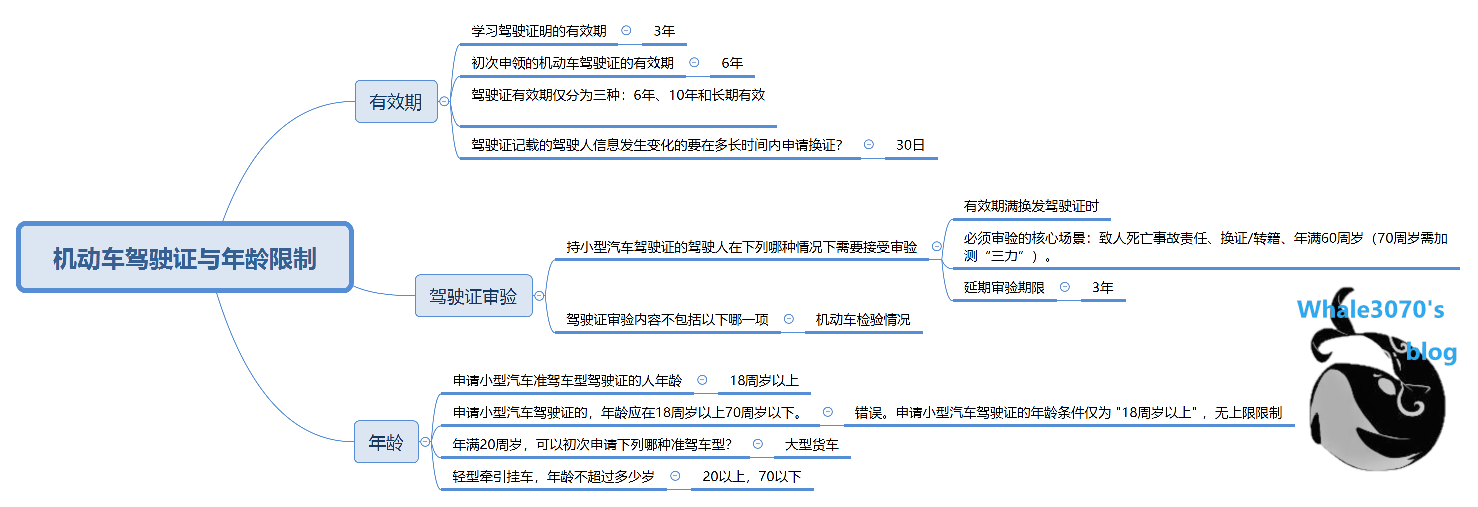 机动车驾驶证与年龄限制
有效期
学习驾驶证明的有效期
3年
初次申领的机动车驾驶证的有效期
6年
驾驶证有效期仅分为三种：6年、10年和长期有效
驾驶证记载的驾驶人信息发生变化的要在多长时间内申请换证？
30日
驾驶证审验
持小型汽车驾驶证的驾驶人在下列哪种情况下需要接受审验
有效期满换发驾驶证时
必须审验的核心场景：致人死亡事故责任、换证/转籍、年满60周岁（70周岁需加
测“三力”）。
延期审验期限
3年
驾驶证审验内容不包括以下哪一项
机动车检验情况
年龄
申请小型汽车准驾车型驾驶证的人年龄
18周岁以上
申请小型汽车驾驶证的，年龄应在18周岁以上70周岁以下。
错误。申请小型汽车驾驶证的年龄条件仅为 "18周岁以上" ，无上限限制
年满20周岁，可以初次申请下列哪种准驾车型？
大型货车
轻型牵引挂车，年龄不超过多少岁
20以上，70以下
Whale3070's
blog